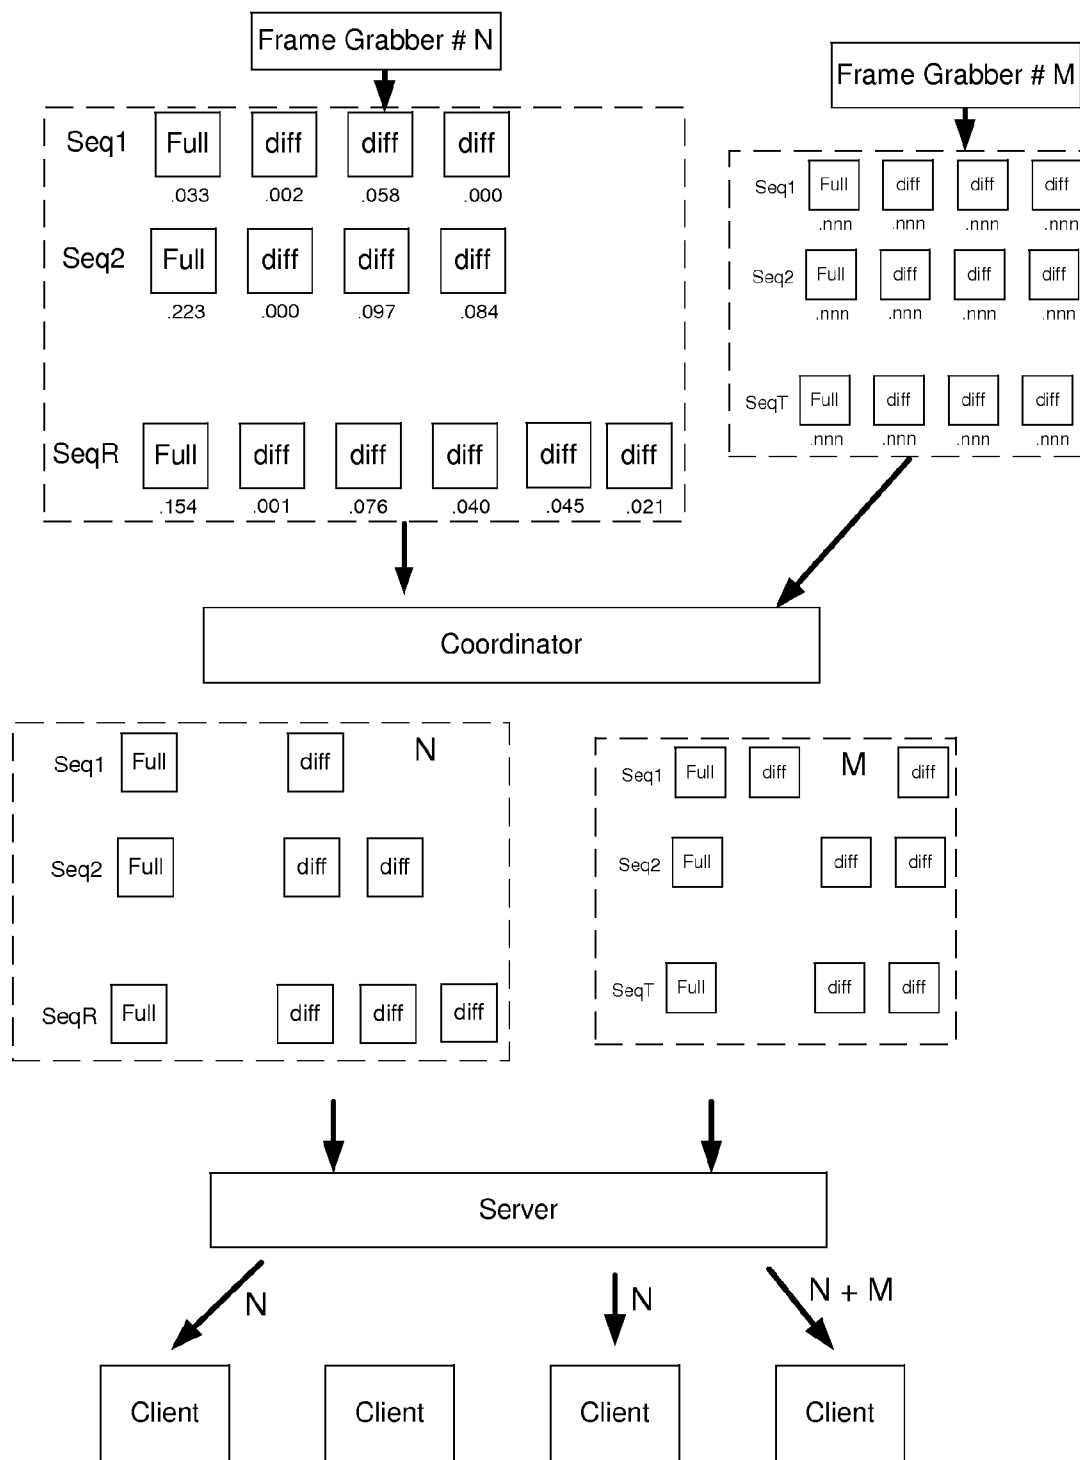 Frame Grabber # N
Frame Grabber # M
Seq1 Full diff diff diff
.033 .002 .058 .000
Seq2 Full diff diff diff
.223 .000 .097 .084
SeqR Full diff diff diff diff diff
.154 .001 .076 .040 .045 .021
Seq1 Full diff diff diff
.nnn .nnn .nnn .nnn
Seq2 Full diff diff diff
.nnn .nnn .nnn .nnn
SeqT Full diff diff diff
.nnn .nnn .nnn .nnn
Coordinator
N
Seq1 Full diff
Seq2 Full diff diff
SeqR Full diff diff diff
M
Seq1 Full diff diff
Seq2 Full diff diff
SeqT Full diff diff
Server
N N N + M
Client Client Client Client